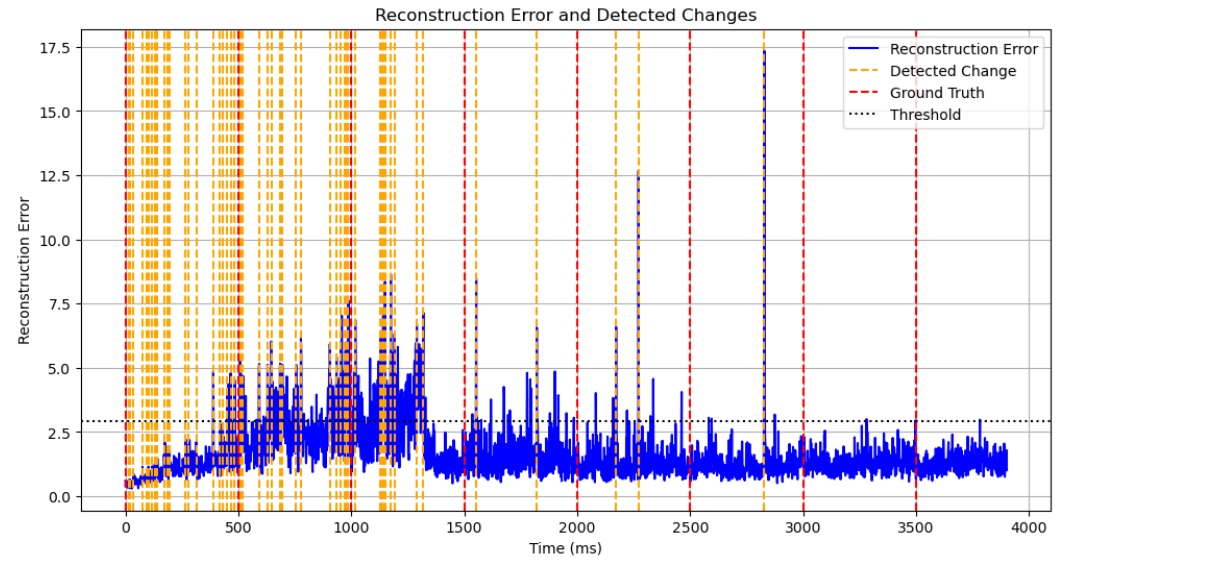 Reconstruction Error and Detected Changes
17.5
15.0
12.5
10.0
7.5
5.0
2.5
0.0
Reconstruction Error
Reconstruction Error
Detected Change
Ground Truth
Threshold
0 500 1000 1500 2000 2500 3000 3500 4000
Time (ms)